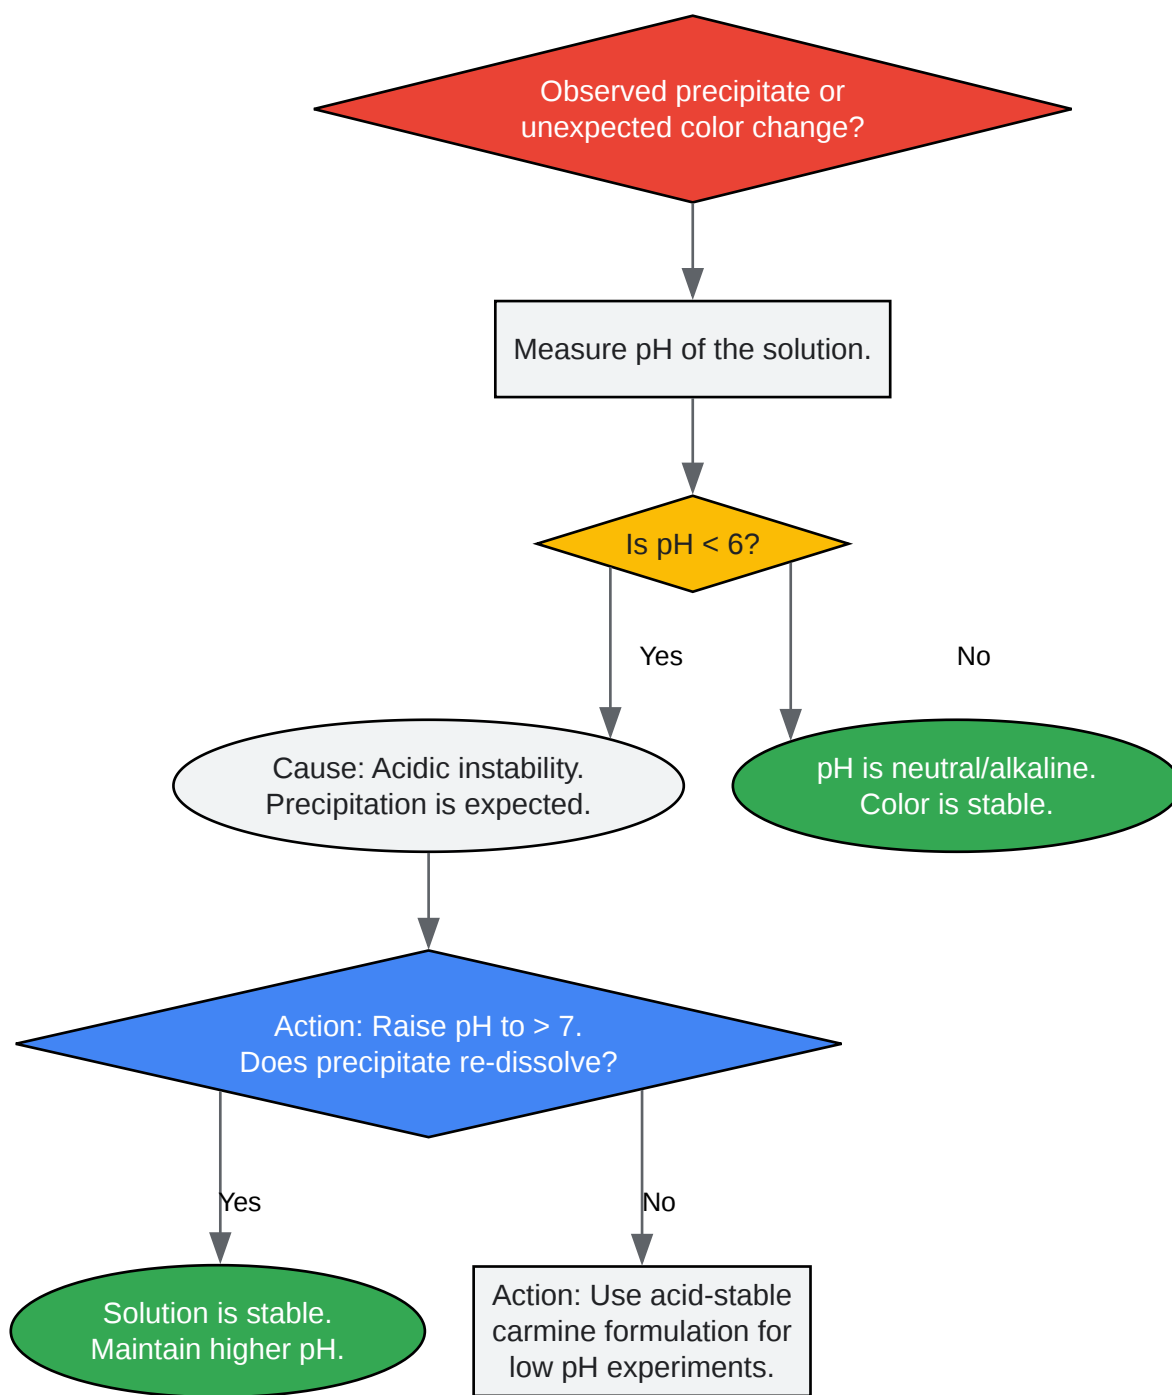 Observed precipitate or
unexpected color change?
Measure pH of the solution.
Is pH < 6?
Yes
No
Cause: Acidic instability.
Precipitation is expected.
pH is neutral/alkaline.
Color is stable.
Action: Raise pH to > 7.
Does precipitate re-dissolve?
Yes
No
Solution is stable.
Maintain higher pH.
Action: Use acid-stable
carmine formulation for
low pH experiments.